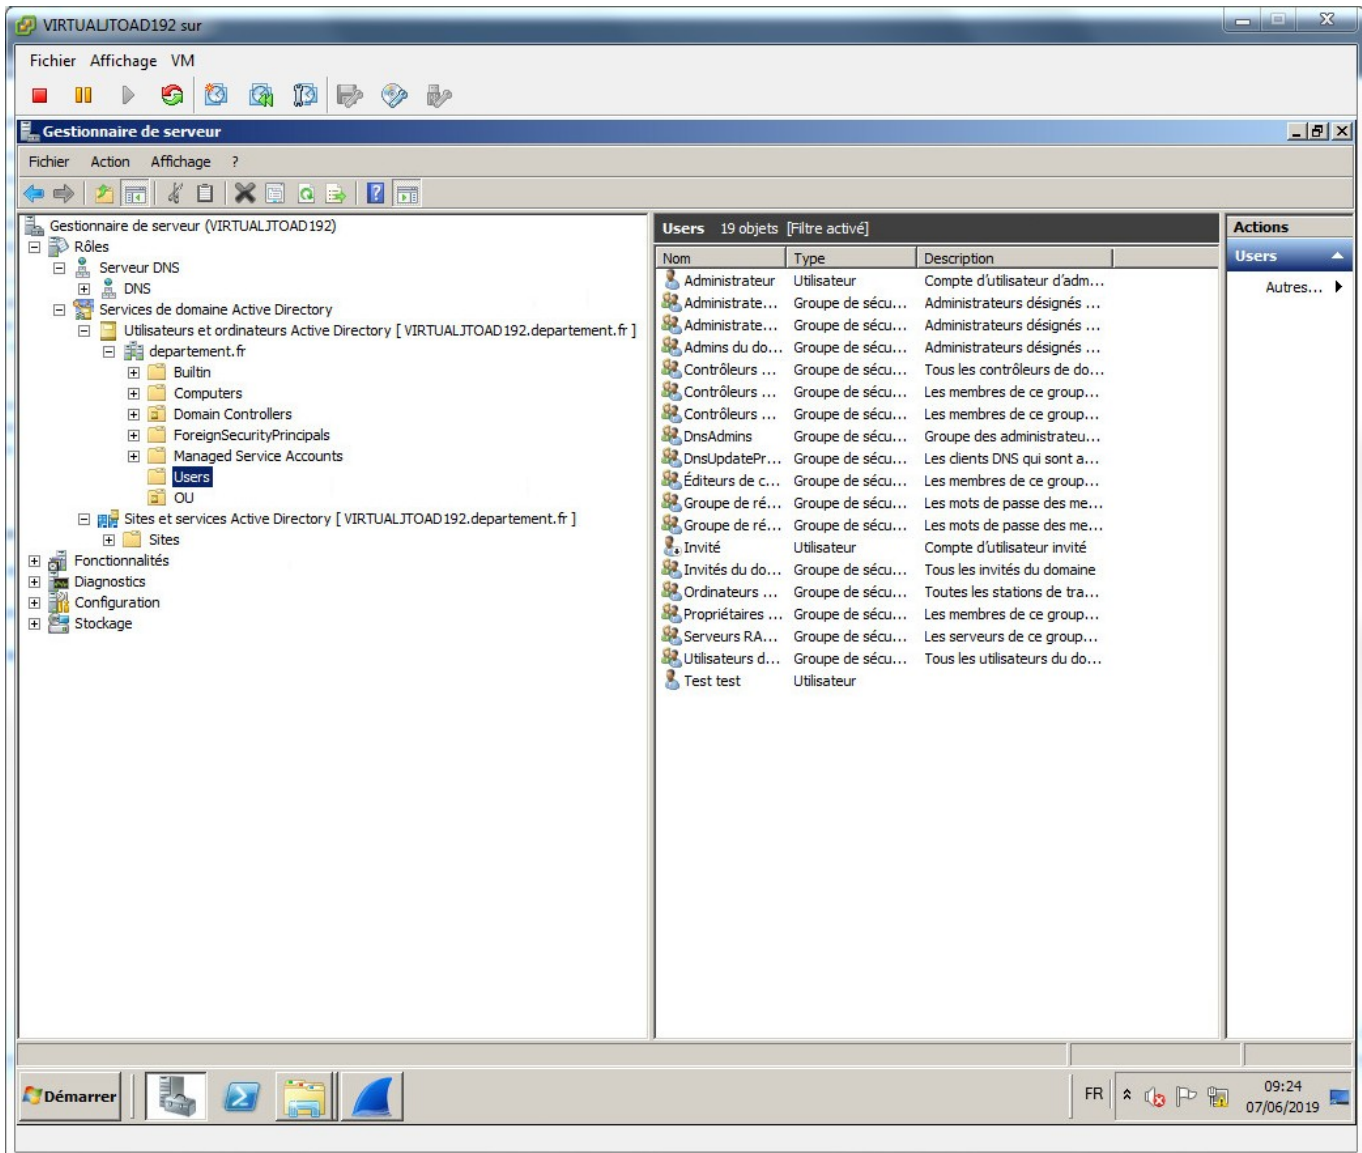 VIRTUALJTOAD192 sur
Fichier Affichage VM
Gestionnaire de serveur
Fichier Action Affichage ?
Gestionnaire de serveur (VIRTUALJTOAD192)
Rôles
Serveur DNS
DNS
Services de domaine Active Directory
Utilisateurs et ordinateurs Active Directory [ VIRTUALJTOAD192.departement.fr ]
departement.fr
Builtin
Computers
Domain Controllers
ForeignSecurityPrincipals
Managed Service Accounts
Users
OU
Sites et services Active Directory [ VIRTUALJTOAD192.departement.fr ]
Sites
Fonctionnalités
Diagnostics
Configuration
Stockage
Users 19 objets [Filtre activé]
Nom Type Description
Administrateur Utilisateur Compte d'utilisateur d'adm...
Administrate... Groupe de sécu... Administrateurs désignés ...
Administrate... Groupe de sécu... Administrateurs désignés ...
Admins du do... Groupe de sécu... Administrateurs désignés ...
Contrôleurs ... Groupe de sécu... Tous les contrôleurs de do...
Contrôleurs ... Groupe de sécu... Les membres de ce group...
Contrôleurs ... Groupe de sécu... Les membres de ce group...
DnsAdmins Groupe de sécu... Groupe des administrateu...
DnsUpdatePr... Groupe de sécu... Les clients DNS qui sont a...
Éditeurs de c... Groupe de sécu... Les membres de ce group...
Groupe de ré... Groupe de sécu... Les mots de passe des me...
Groupe de ré... Groupe de sécu... Les mots de passe des me...
Invité Utilisateur Compte d'utilisateur invité
Invités du do... Groupe de sécu... Tous les invités du domaine
Ordinateurs ... Groupe de sécu... Toutes les stations de tra...
Propriétaires ... Groupe de sécu... Les membres de ce group...
Serveurs RA... Groupe de sécu... Les serveurs de ce group...
Utilisateurs d... Groupe de sécu... Tous les utilisateurs du do...
Test test Utilisateur
Actions
Users
Autres...
Démarrer
FR
09:24
07/06/2019